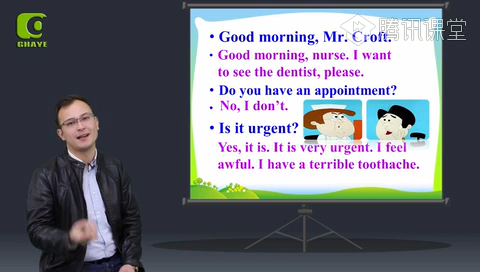 GHAYE
腾讯课堂
• Good morning, Mr. Croft.
• Good morning, nurse. I want
to see the dentist, please.
• Do you have an appointment?
• No, I don't.
• Is it urgent?
Yes, it is. It is very urgent. I feel
awful. I have a terrible toothache.